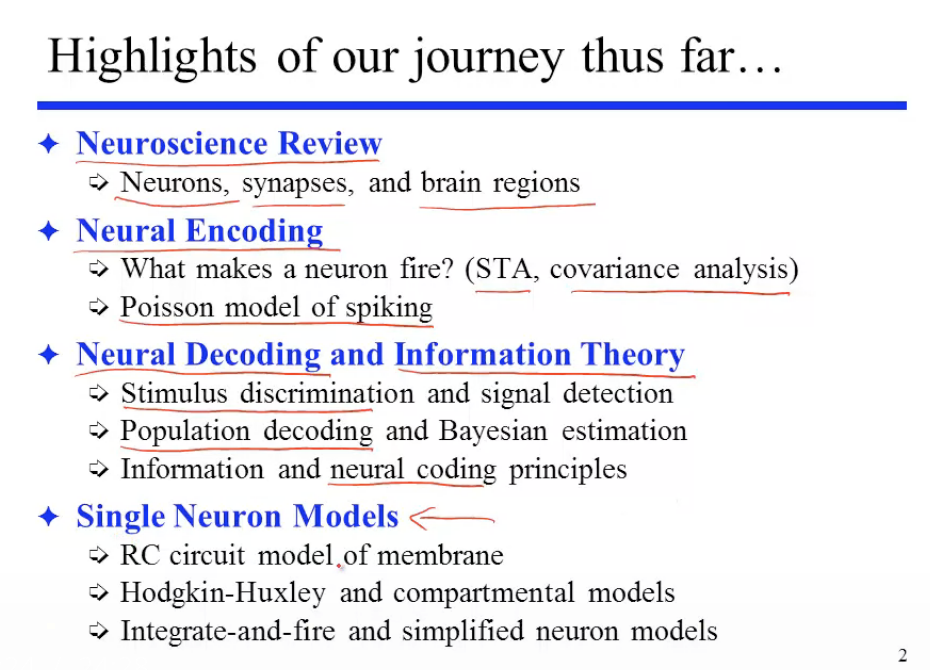 Highlights of our journey thus far…
Neuroscience Review
Neurons, synapses, and brain regions
Neural Encoding
What makes a neuron fire? (STA, covariance analysis)
Poisson model of spiking
Neural Decoding and Information Theory
Stimulus discrimination and signal detection
Population decoding and Bayesian estimation
Information and neural coding principles
Single Neuron Models
RC circuit model of membrane
Hodgkin-Huxley and compartmental models
Integrate-and-fire and simplified neuron models
2